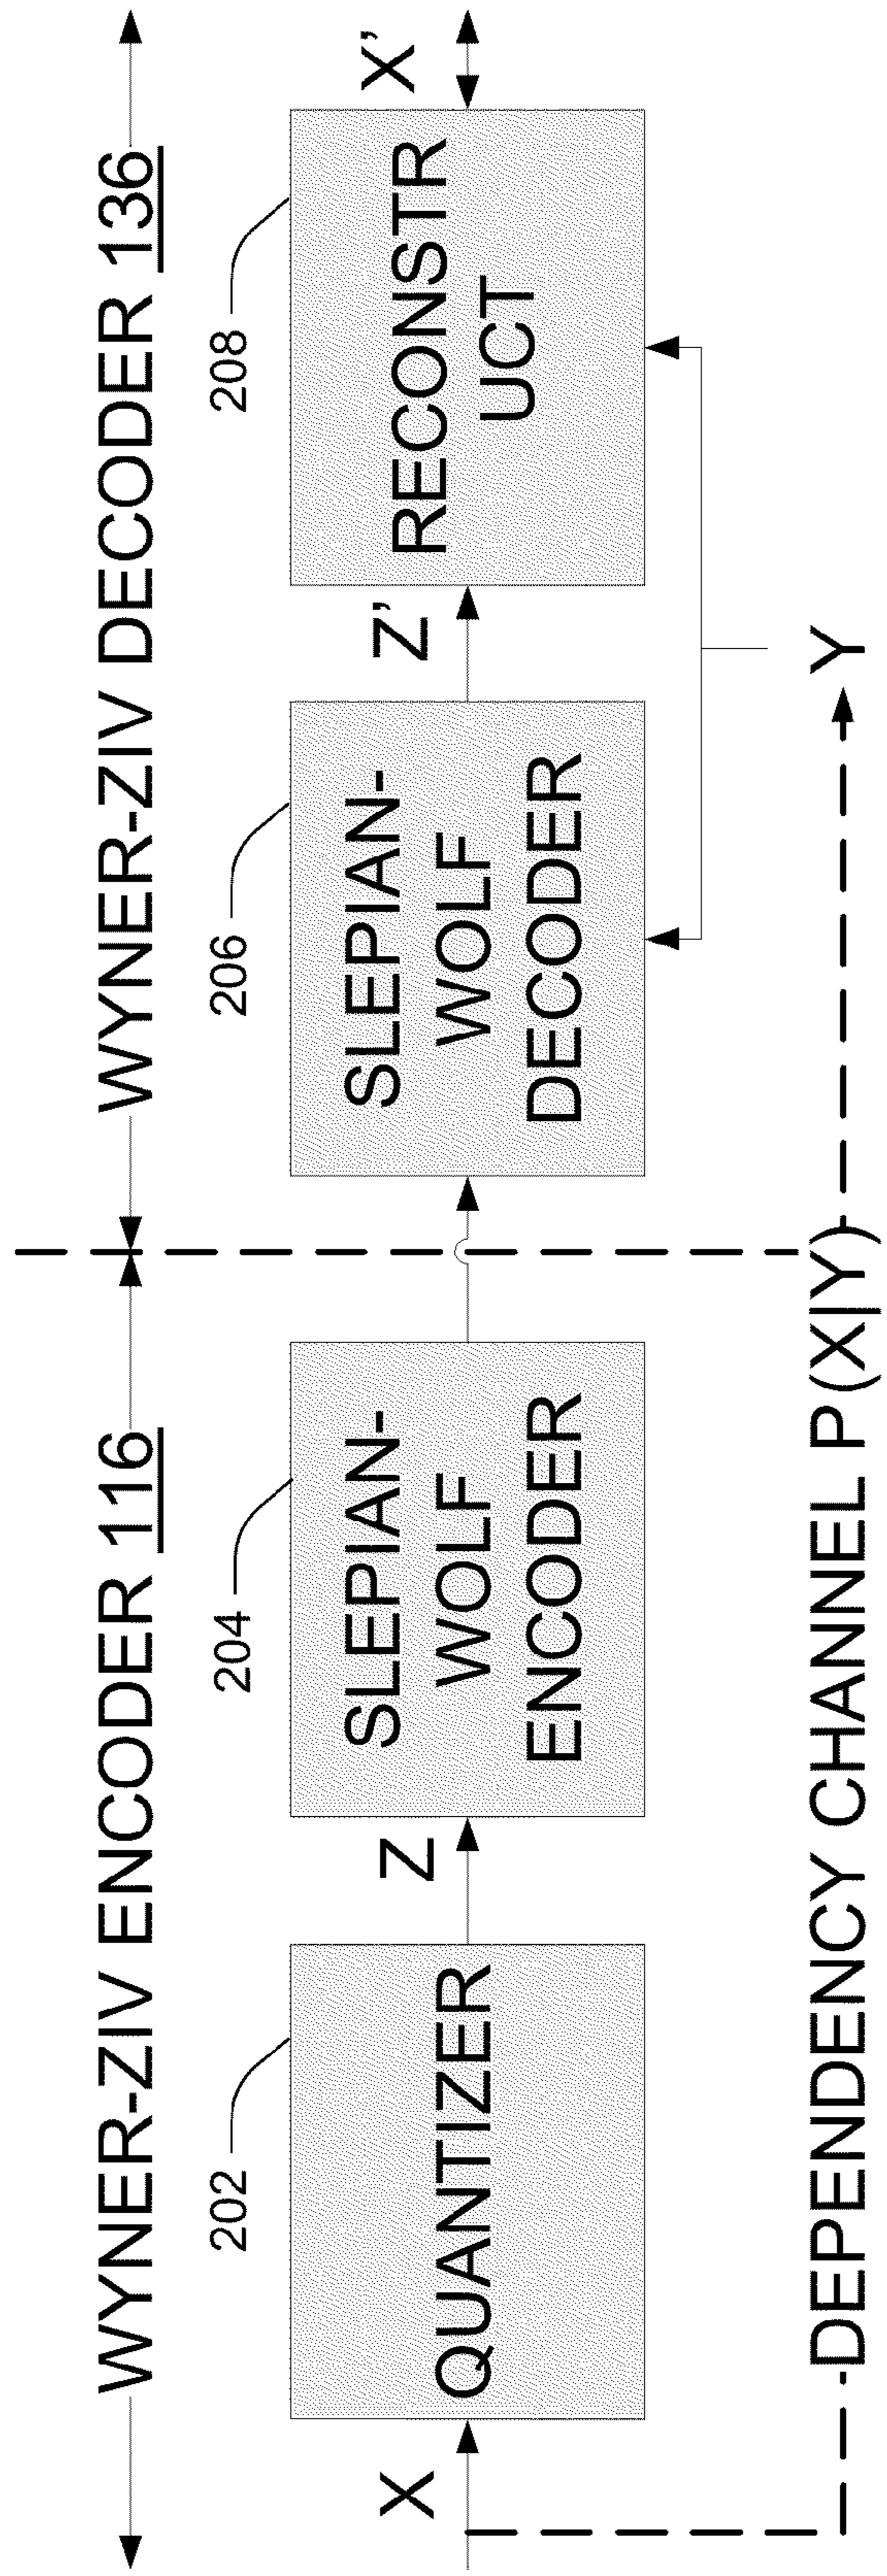 WYNER-ZIV ENCODER 116
WYNER-ZIV DECODER 136
202
204
206
208
X
QUANTIZER
Z
SLEPIAN-
WOLF
ENCODER
SLEPIAN-
WOLF
DECODER
Z'
RECONSTR
UCT
X'
DEPENDENCY CHANNEL P(X|Y)
Y